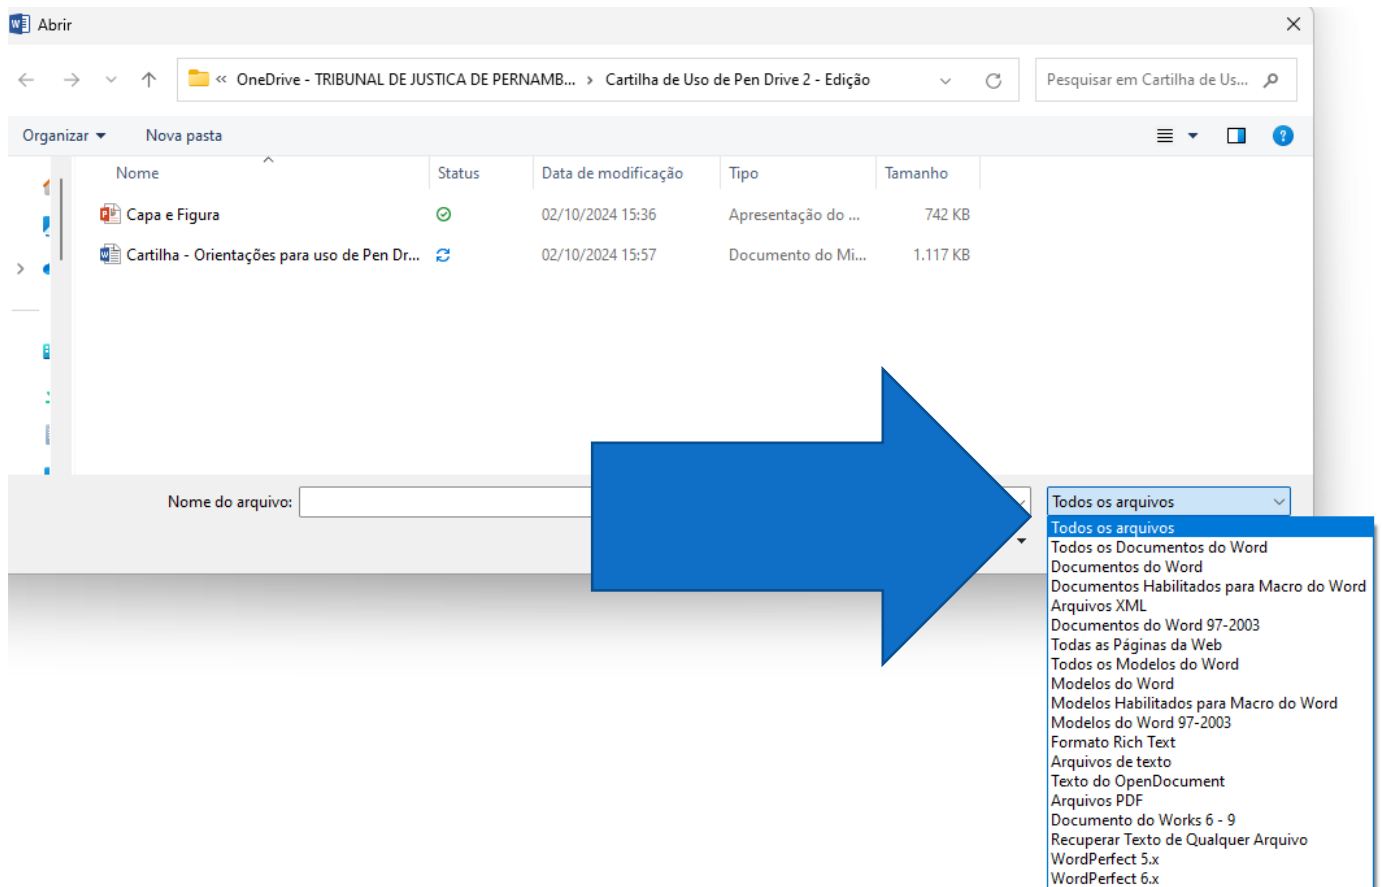 Abrir
« OneDrive - TRIBUNAL DE JUSTICA DE PERNAMB... › Cartilha de Uso de Pen Drive 2 - Edição
Pesquisar em Cartilha de Us...
Organizar Nova pasta
Nome Status Data de modificação Tipo Tamanho
Capa e Figura 02/10/2024 15:36 Apresentação do ... 742 KB
Cartilha - Orientações para uso de Pen Dr... 02/10/2024 15:57 Documento do Mi... 1.117 KB
Nome do arquivo: Todos os arquivos
Todos os arquivos
Todos os Documentos do Word
Documentos do Word
Documentos Habilitados para Macro do Word
Arquivos XML
Documentos do Word 97-2003
Todas as Páginas da Web
Todos os Modelos do Word
Modelos do Word
Modelos Habilitados para Macro do Word
Modelos do Word 97-2003
Formato Rich Text
Arquivos de texto
Texto do OpenDocument
Arquivos PDF
Documento do Works 6 - 9
Recuperar Texto de Qualquer Arquivo
WordPerfect 5.x
WordPerfect 6.x